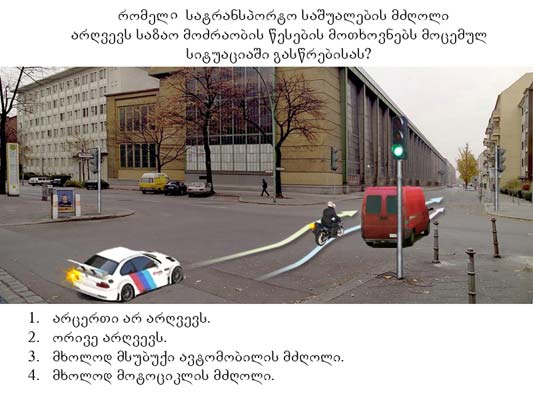 რომელი სატრანსპორტო საშუალების მძღოლი
არღვევს საგზაო მოძრაობის წესების მოთხოვნებს მოცემულ
სიტუაციაში გასწრებისას?
1. არცერთი არ არღვევს.
2. ორივე არღვევს.
3. მხოლოდ მსუბუქი ავტომობილის მძღოლი.
4. მხოლოდ მოტოციკლის მძღოლი.